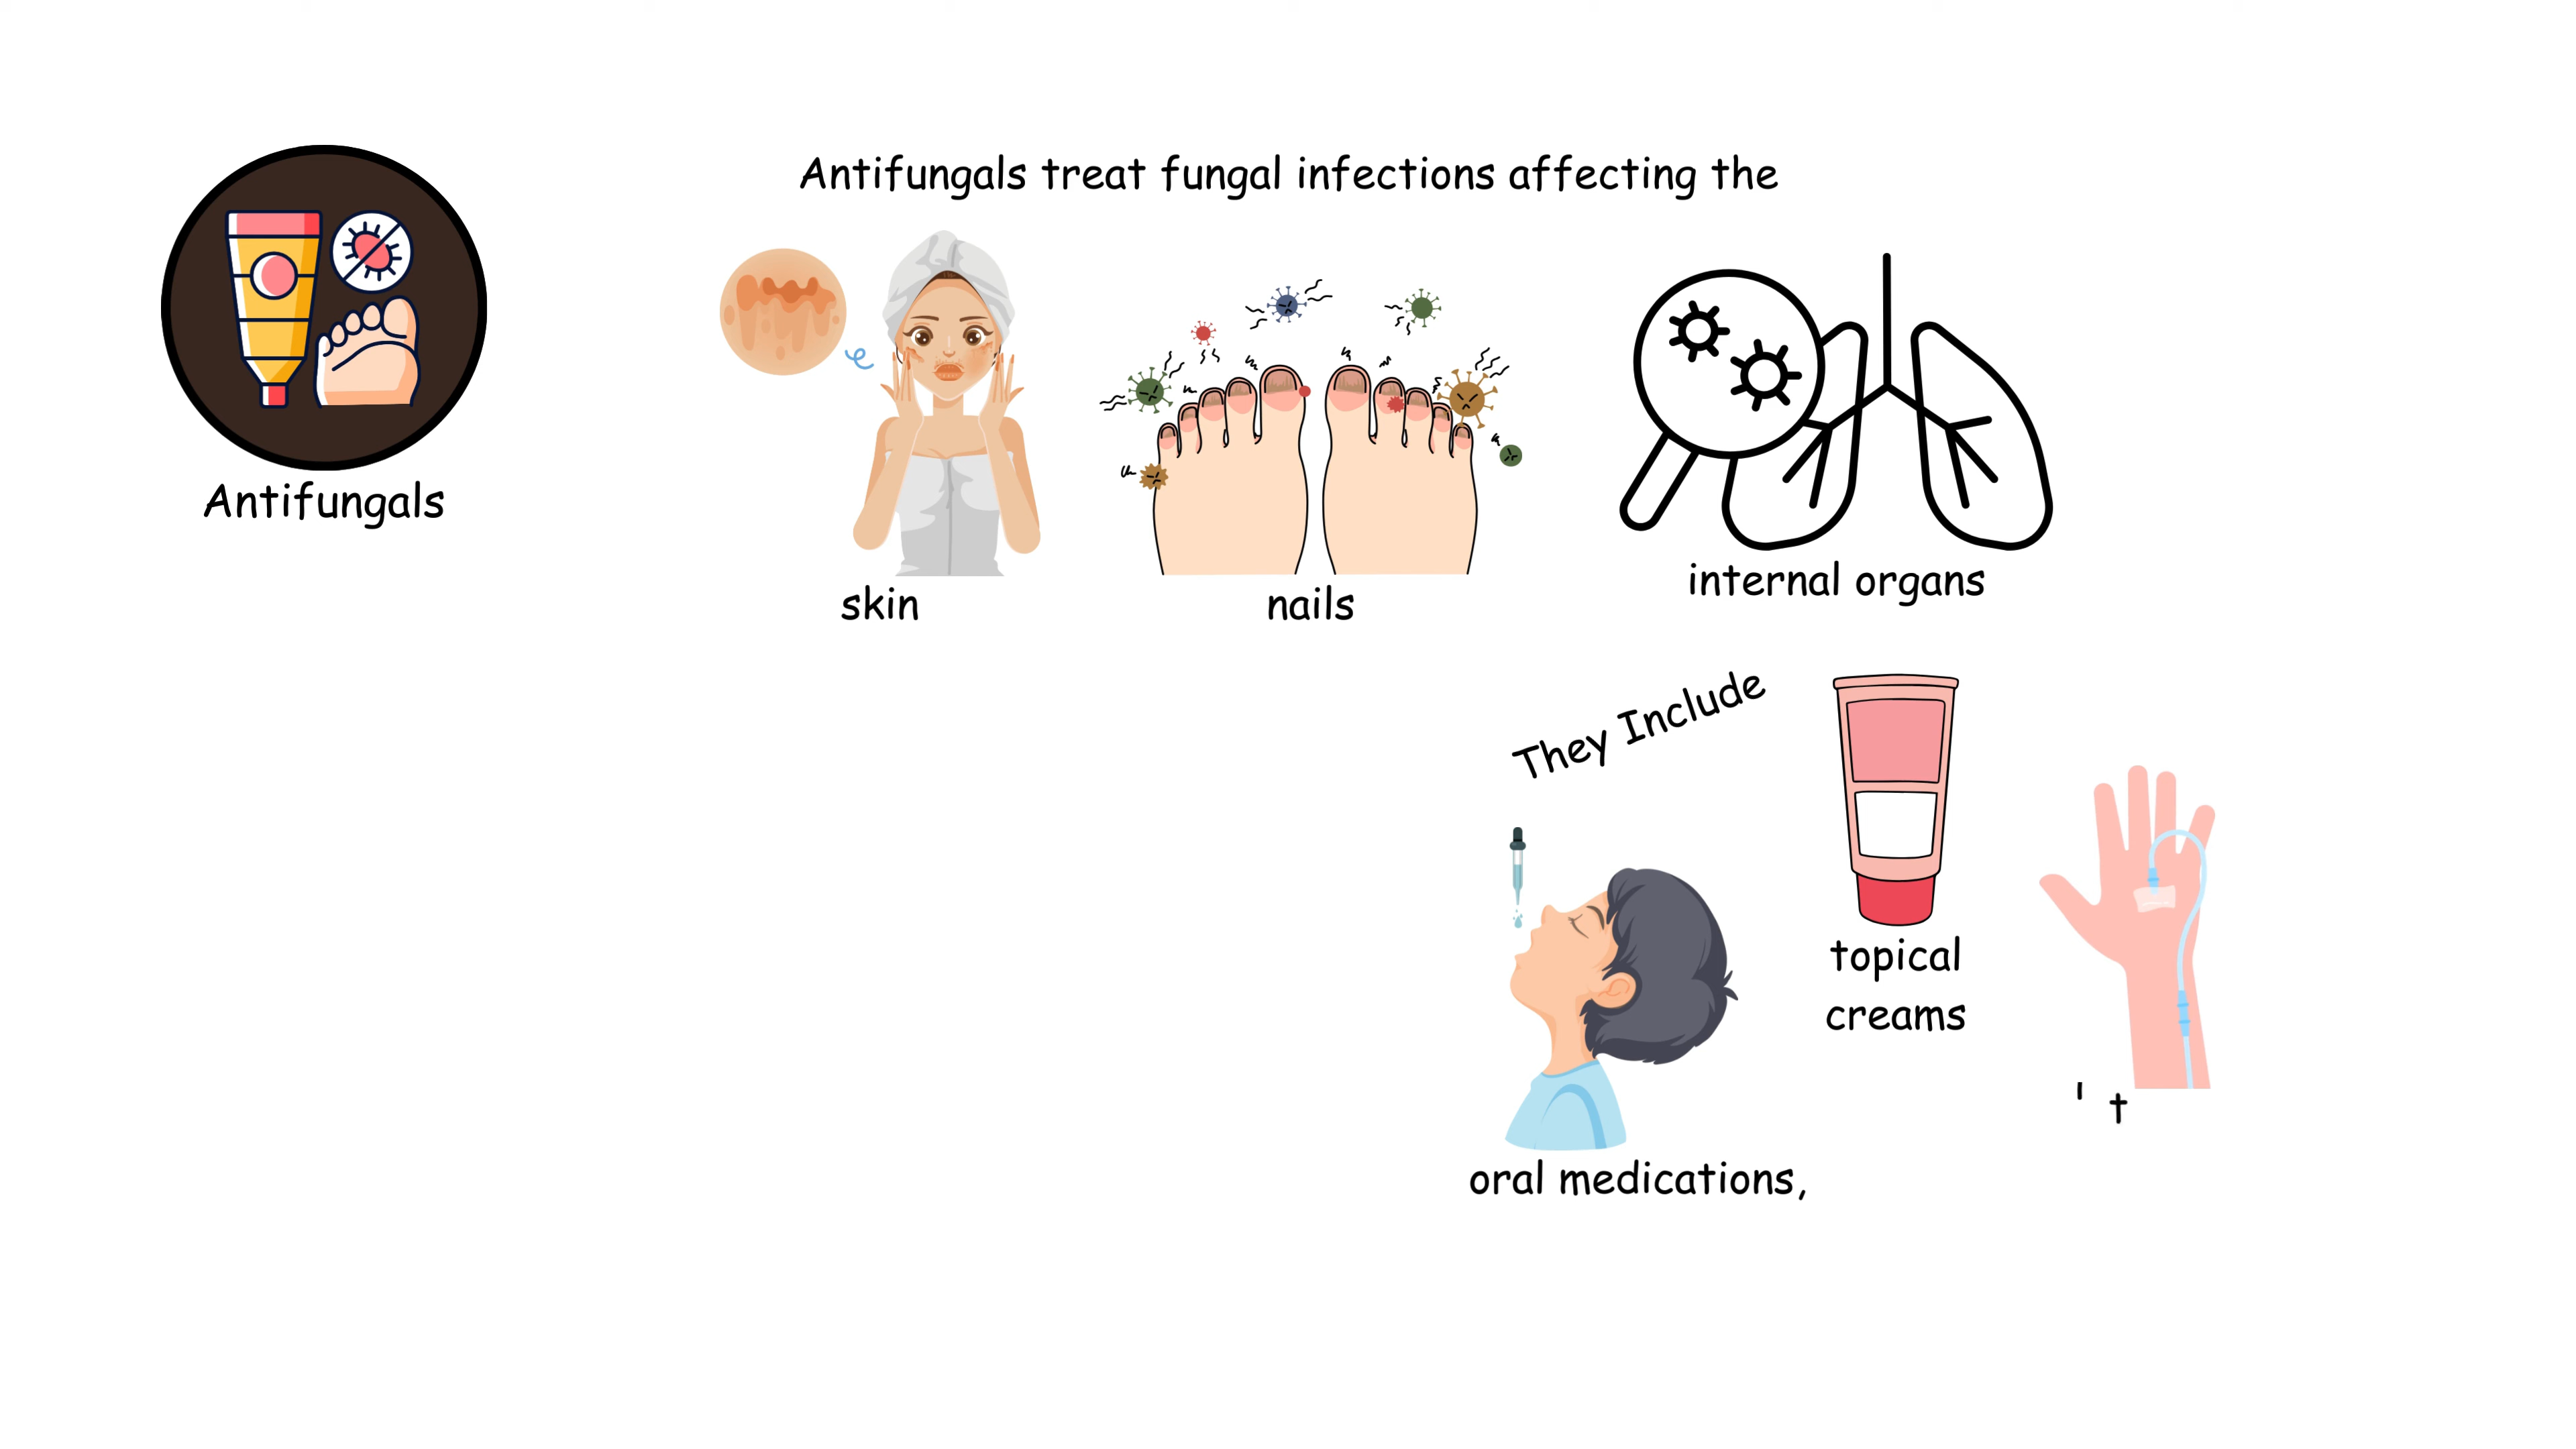 Antifungals treat fungal infections affecting the
Antifungals
skin
nails
internal organs
They Include
topical
creams
oral medications,